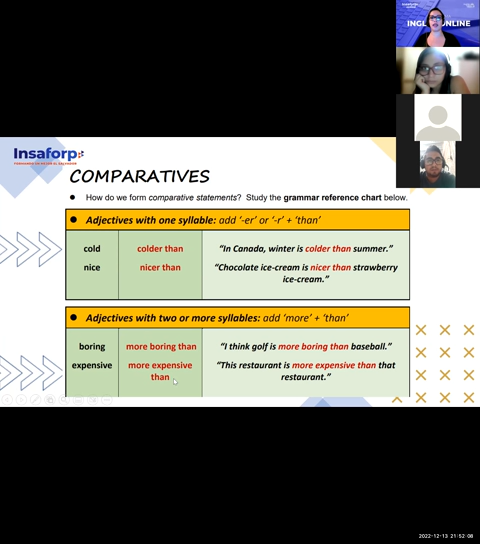 Insaforp
INGL ONLINE
Insaforp
COMPARATIVES
● How do we form comparative statements? Study the grammar reference chart below.
● Adjectives with one syllable: add ‘-er’ or ‘-r’ + ‘than’
cold colder than “In Canada, winter is colder than summer.”
nice nicer than “Chocolate ice-cream is nicer than strawberry
ice-cream.”
● Adjectives with two or more syllables: add ‘more’ + ‘than’
boring more boring than “I think golf is more boring than baseball.”
expensive more expensive “This restaurant is more expensive than that
than restaurant.”
2022-12-13 21:52:08